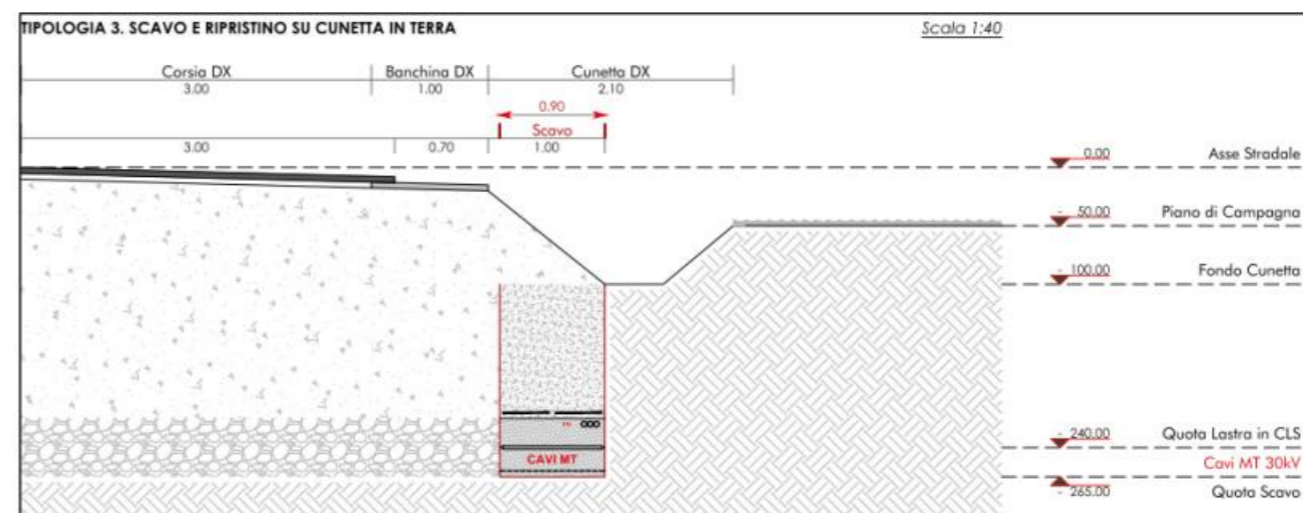 TIPOLOGIA 3. SCAVO E RIPRISTINO SU CUNETTA IN TERRA
Scala 1:40
Corsia DX Banchina DX Cunetta DX
3.00 1.00 2.10
0.90
Scavo
3.00 0.70 1.00
0.00 Asse Stradale
- 50.00 Piano di Campagna
- 100.00 Fondo Cunetta
- 240.00 Quota Lastra in CLS
CAVI MT
Cavi MT 30kV
- 265.00 Quota Scavo